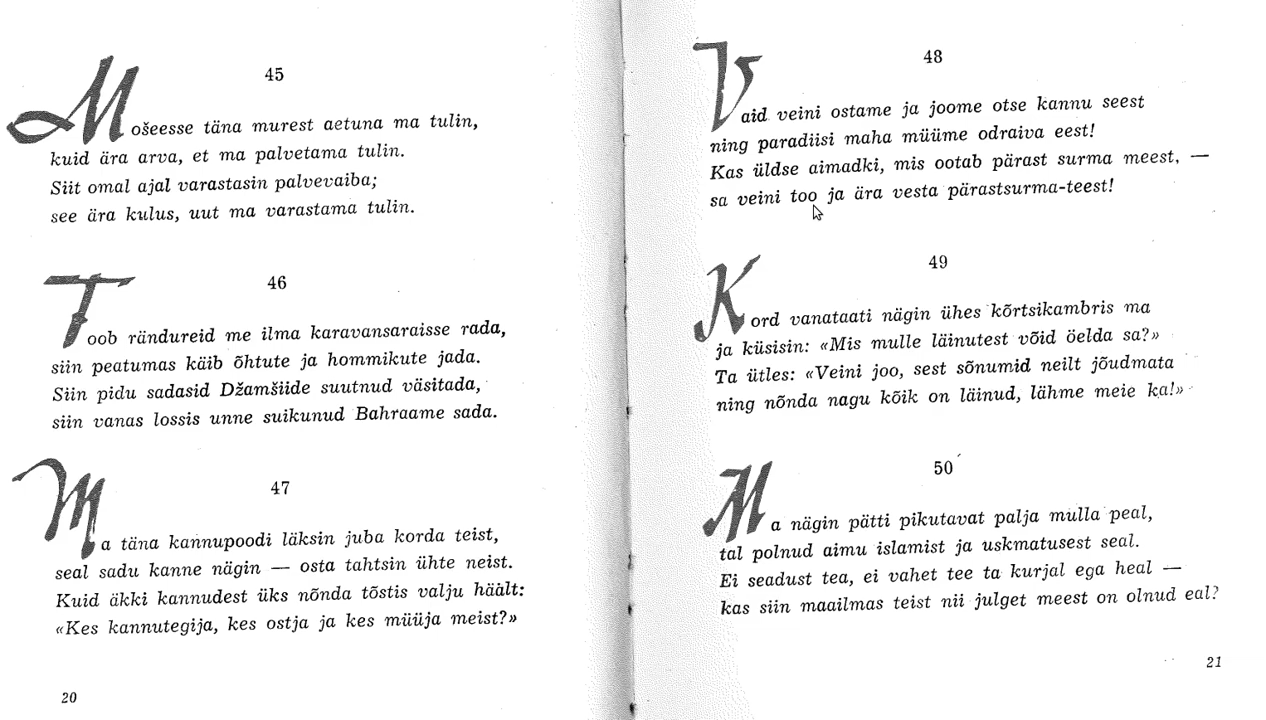 45
Mošeesse täna murest aetuna ma tulin,
kuid ära arva, et ma palvetama tulin.
Siit omal ajal varastasin palvevaiba;
see ära kulus, uut ma varastama tulin.
46
Toob rändureid me ilma karavansaraisse rada,
siin peatumas käib õhtute ja hommikute jada.
Siin pidu sadasid Džamšiide suutnud väsitada,
siin vanas lossis unne suikunud Bahraame sada.
47
Ma täna kannupoodi läksin juba korda teist,
seal sadu kanne nägin — osta tahtsin ühte neist.
Kuid äkki kannudest üks nõnda tõstis valju häält:
«Kes kannutegija, kes ostja ja kes müüja meist?»
20
48
Vaid veini ostame ja joome otse kannu seest
ning paradiisi maha müüme odraiva eest!
Kas üldse aimadki, mis ootab pärast surma meest, —
sa veini too ja ära vesta pärastsurma-teest!
49
Kord vanataati nägin ühes kõrtsikambris ma
ja küsisin: «Mis mulle läinutest võid öelda sa?»
Ta ütles: «Veini joo, sest sõnumid neilt jõudmata
ning nõnda nagu kõik on läinud, lähme meie ka!»
50
Ma nägin pätti pikutavat palja mulla peal,
tal polnud aimu islamist ja uskmatusest seal.
Ei seadust tea, ei vahet tee ta kurjal ega heal —
kas siin maailmas teist nii julget meest on olnud eal?
21